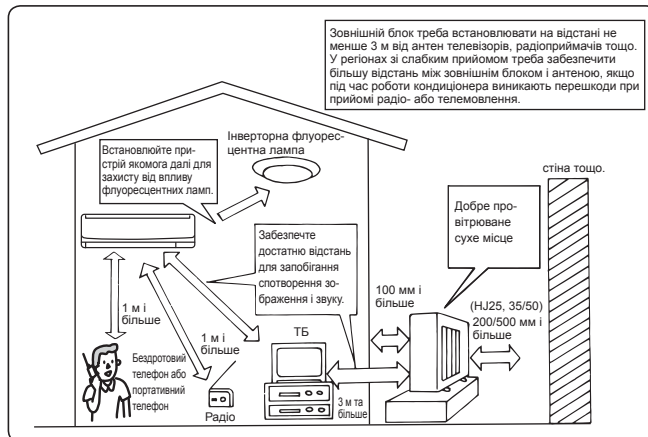 Зовнішній блок треба встановлювати на відстані не
менше 3 м від антен телевізорів, радіоприймачів тощо.
У регіонах зі слабким прийомом треба забезпечити
більшу відстань між зовнішнім блоком і антеною, якщо
під час роботи кондиціонера виникають перешкоди при
прийомі радіо- або телемовлення.
Інверторна флуорес-
центна лампа
Встановлюйте при-
стрій якомога далі для
захисту від впливу
флуоресцентних ламп.
стіна тощо.
Добре про-
вітрюване
сухе місце
Забезпечте
достатню відстань
для запобігання
спотворення зо-
браження і звуку.
100 мм і
більше
(HJ25, 35/50)
200/500 мм і
більше
1 м і
більше
1 м і
більше
ТБ
Бездротовий
телефон або
портативний
телефон
Радіо
3 м та
більше